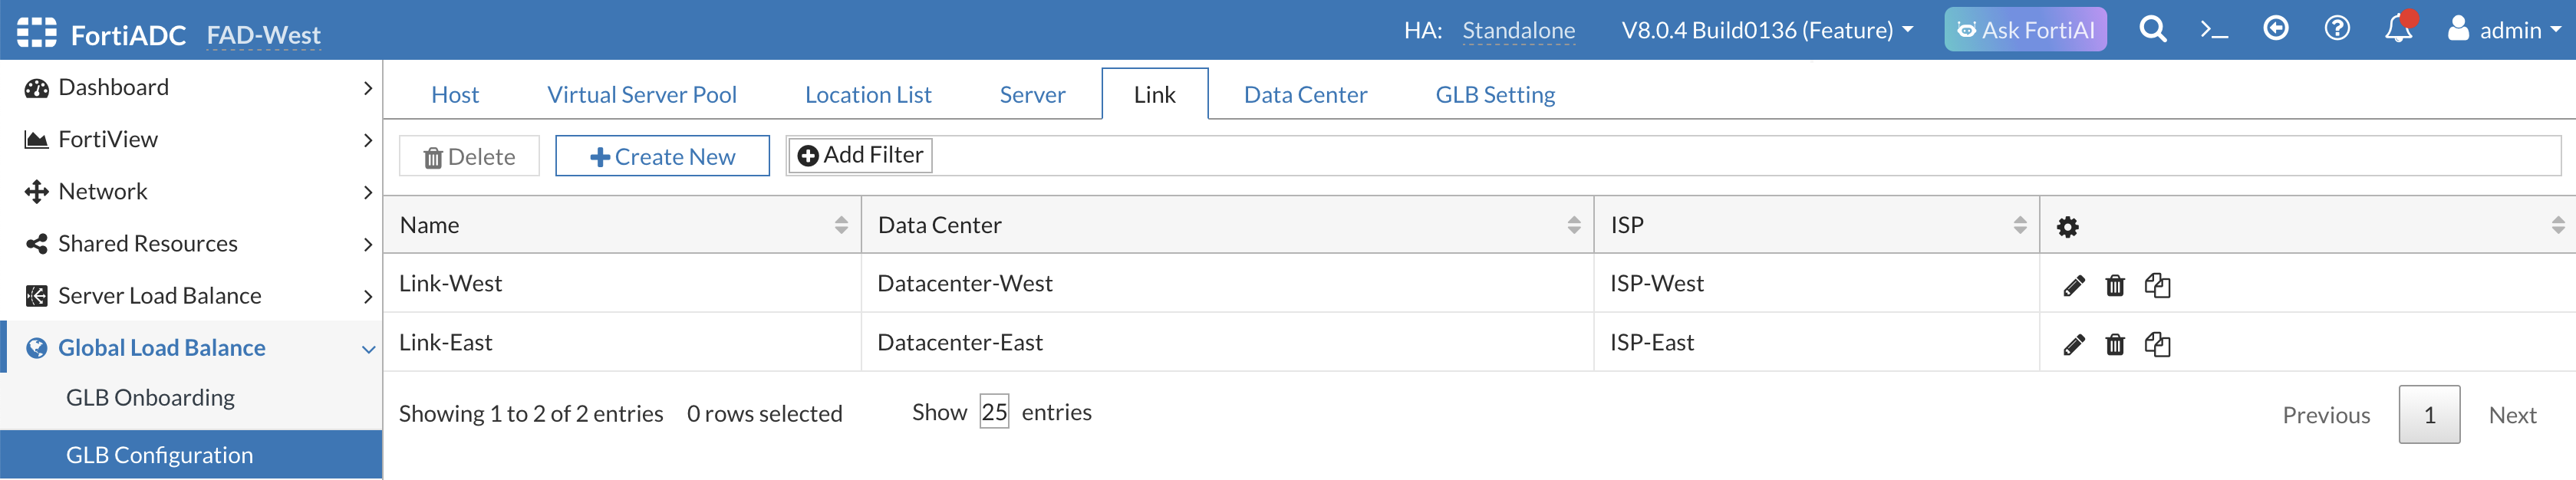 FortiADC FAD-West HA: Standalone V8.0.4 Build0136 (Feature) Ask FortiAI admin
Dashboard
FortiView
Network
Shared Resources
Server Load Balance
Global Load Balance
GLB Onboarding
GLB Configuration
Host Virtual Server Pool Location List Server Link Data Center GLB Setting
Delete Create New Add Filter
Name Data Center ISP
Link-West Datacenter-West ISP-West
Link-East Datacenter-East ISP-East
Showing 1 to 2 of 2 entries 0 rows selected Show 25 entries Previous 1 Next